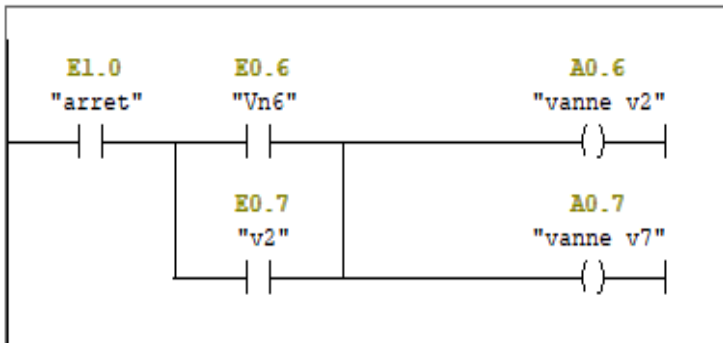 E1.0 E0.6 A0.6
"arret" "Vn6" "vanne v2"
E0.7 A0.7
"v2" "vanne v7"